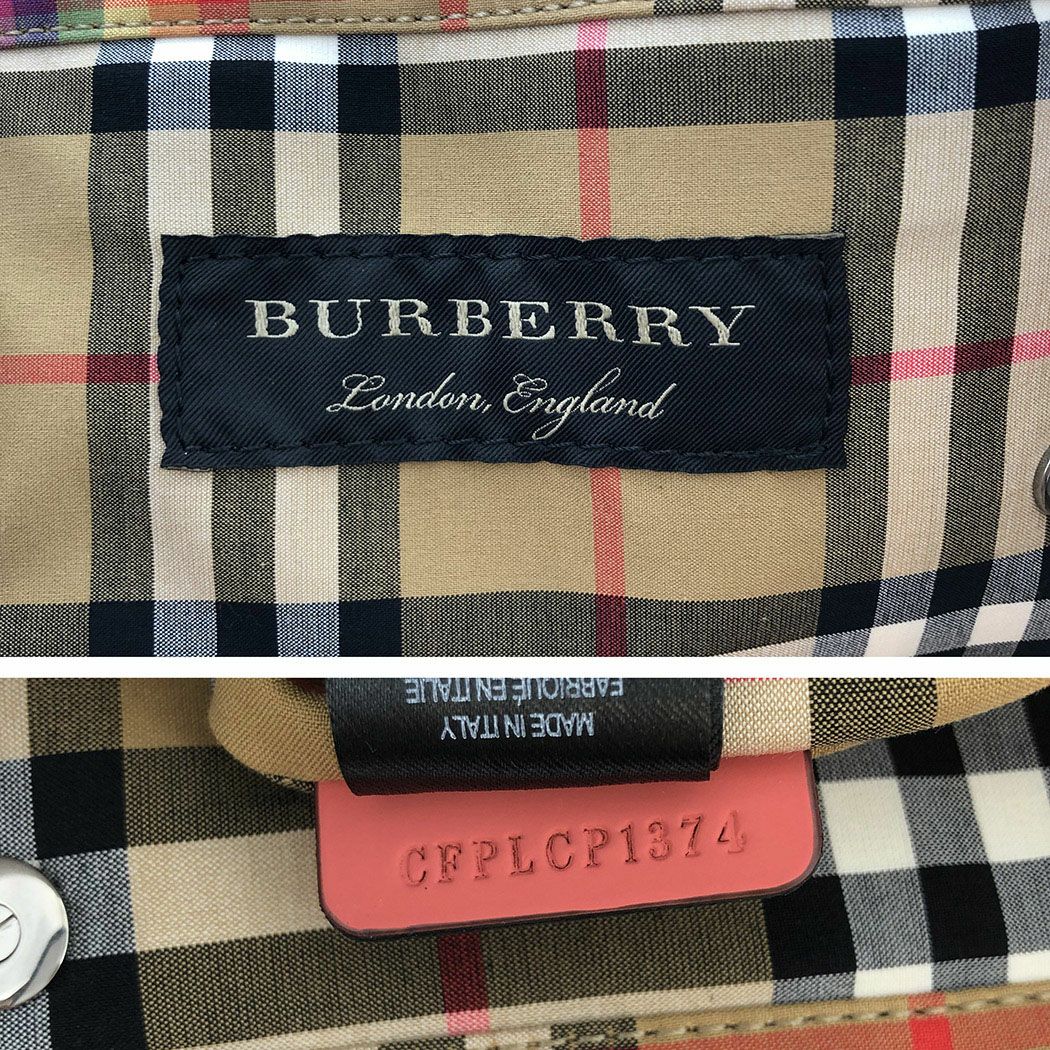 BURBERRY
London, England
MADE IN ITALY
FABRIQUÉ EN ITALIE
CFPLCP1374